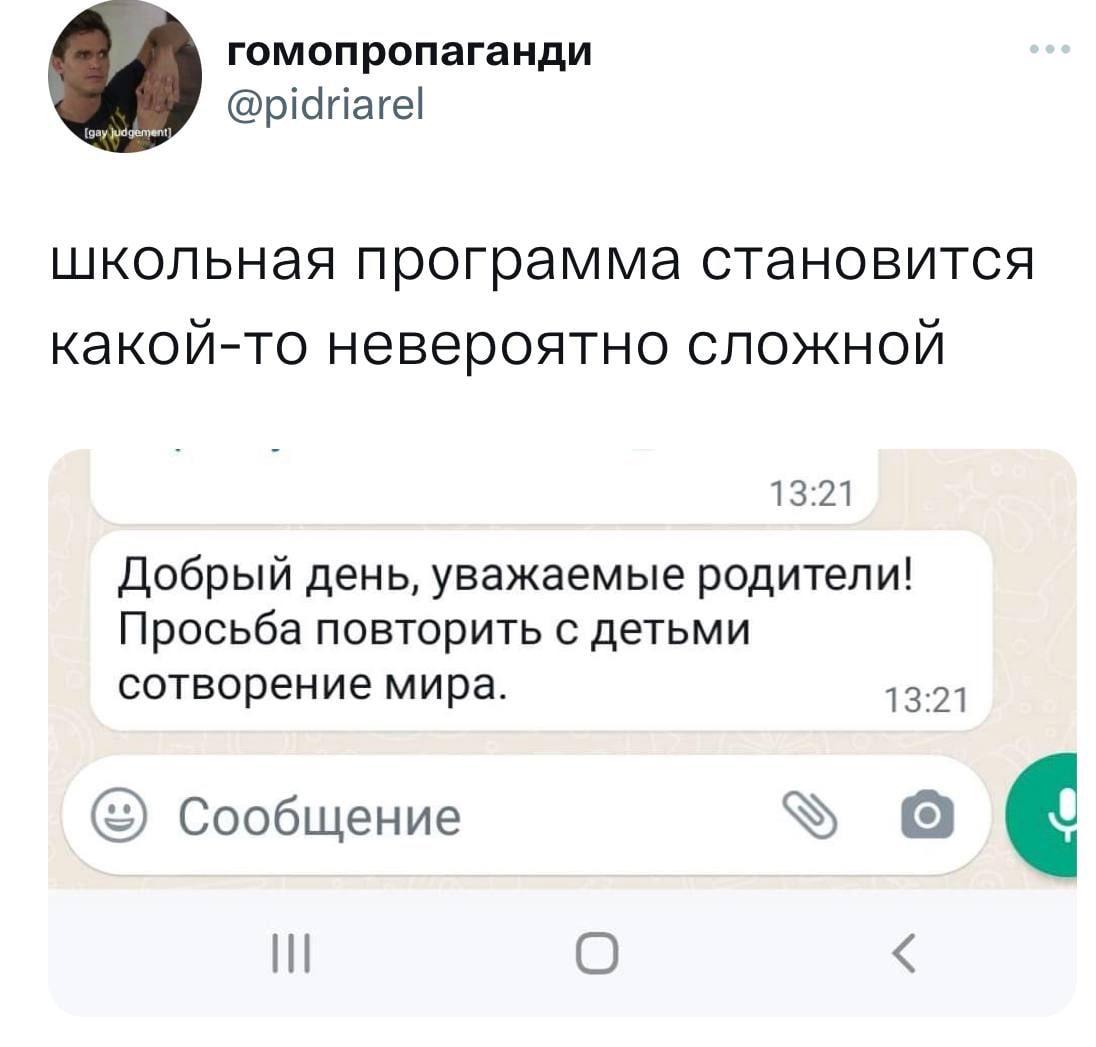 гомопропаганди
@pidriarel
[gay judgement]
школьная программа становится
какой-то невероятно сложной
13:21
Добрый день, уважаемые родители!
Просьба повторить с детьми
сотворение мира.
13:21
Сообщение